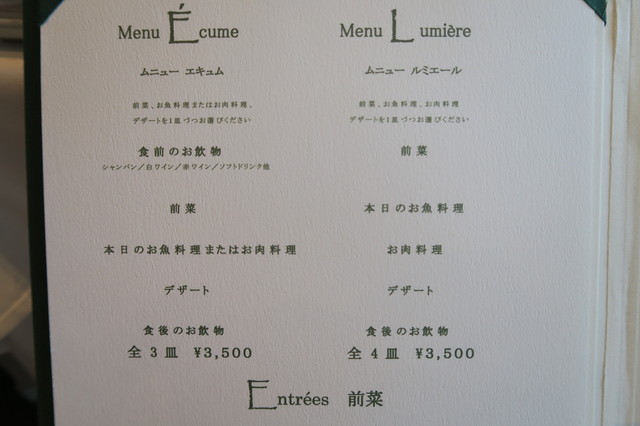 Menu Écume
ムニュー エキュム
前菜、お魚料理またはお肉料理、
デザートを1皿づつお選びください
食前のお飲物
シャンパン／白ワイン／赤ワイン／ソフトドリンク他
前菜
本日のお魚料理またはお肉料理
デザート
食後のお飲物
全 3 皿 ¥3,500
Menu Lumière
ムニュー ルミエール
前菜、お魚料理、お肉料理
デザートを1皿づつお選びください
前菜
本日のお魚料理
お肉料理
デザート
食後のお飲物
全 4 皿 ¥3,500
Entrées 前菜